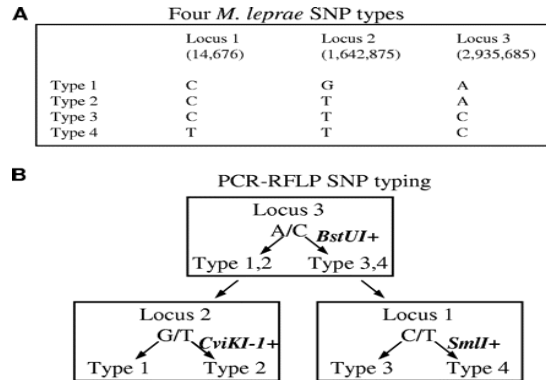 A Four M. leprae SNP types
Locus 1 Locus 2 Locus 3
(14,676) (1,642,875) (2,935,685)
Type 1 C G A
Type 2 C T A
Type 3 C T C
Type 4 T T C
B
PCR-RFLP SNP typing
Locus 3
A/C BstUI+
Type 1,2 Type 3,4
Locus 2 Locus 1
G/T CviKI-1+ C/T SmlI+
Type 1 Type 2 Type 3 Type 4